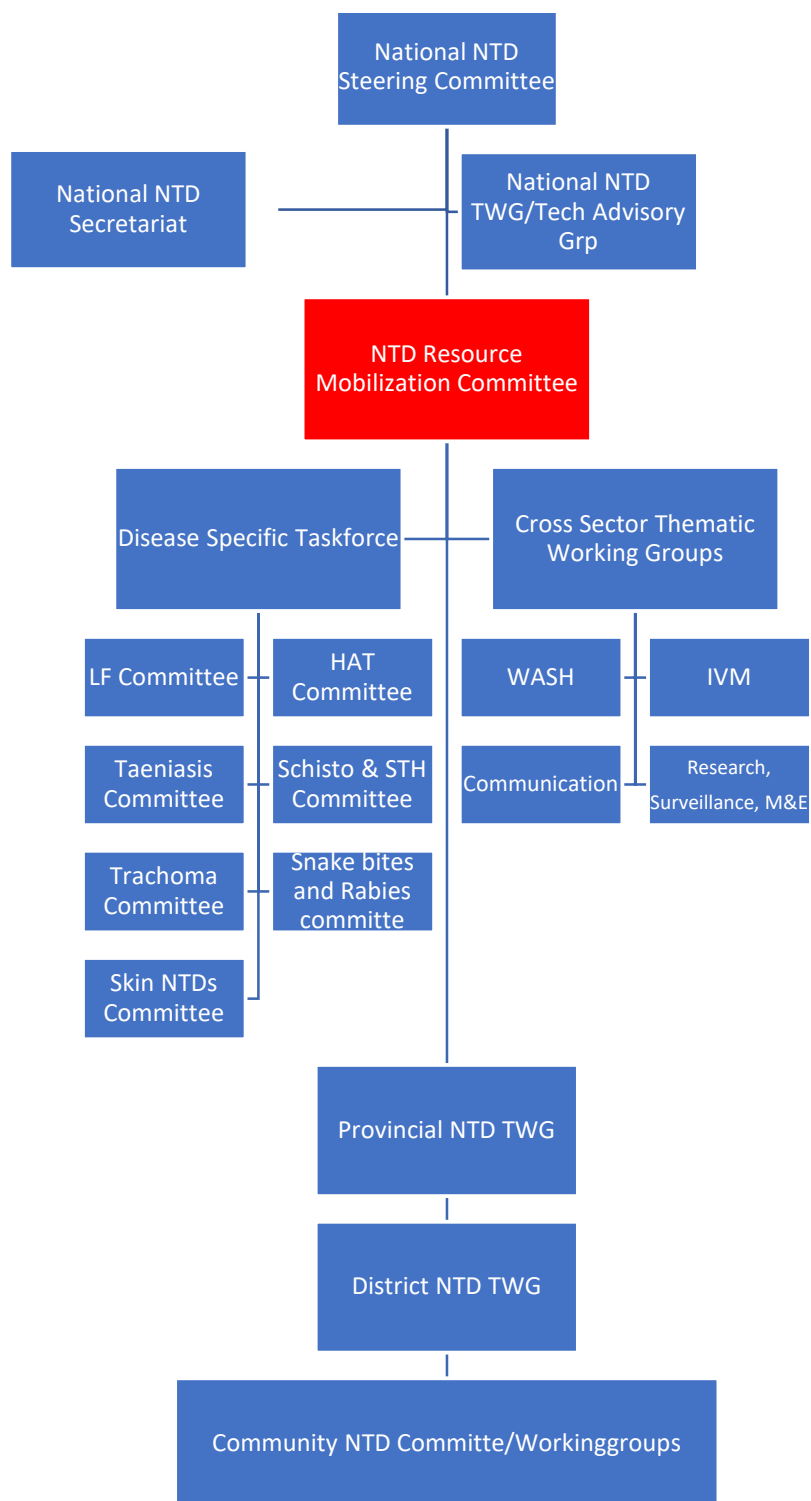 National NTD
Steering Committee
National NTD
Secretariat
National NTD
TWG/Tech Advisory
Grp
NTD Resource
Mobilization Committee
Disease Specific Taskforce
Cross Sector Thematic
Working Groups
LF Committee
HAT
Committee
WASH
IVM
Taeniasis
Committee
Schisto & STH
Committee
Communication
Research,
Surveillance, M&E
Trachoma
Committee
Snake bites
and Rabies
committe
Skin NTDs
Committee
Provincial NTD TWG
District NTD TWG
Community NTD Committe/Workinggroups